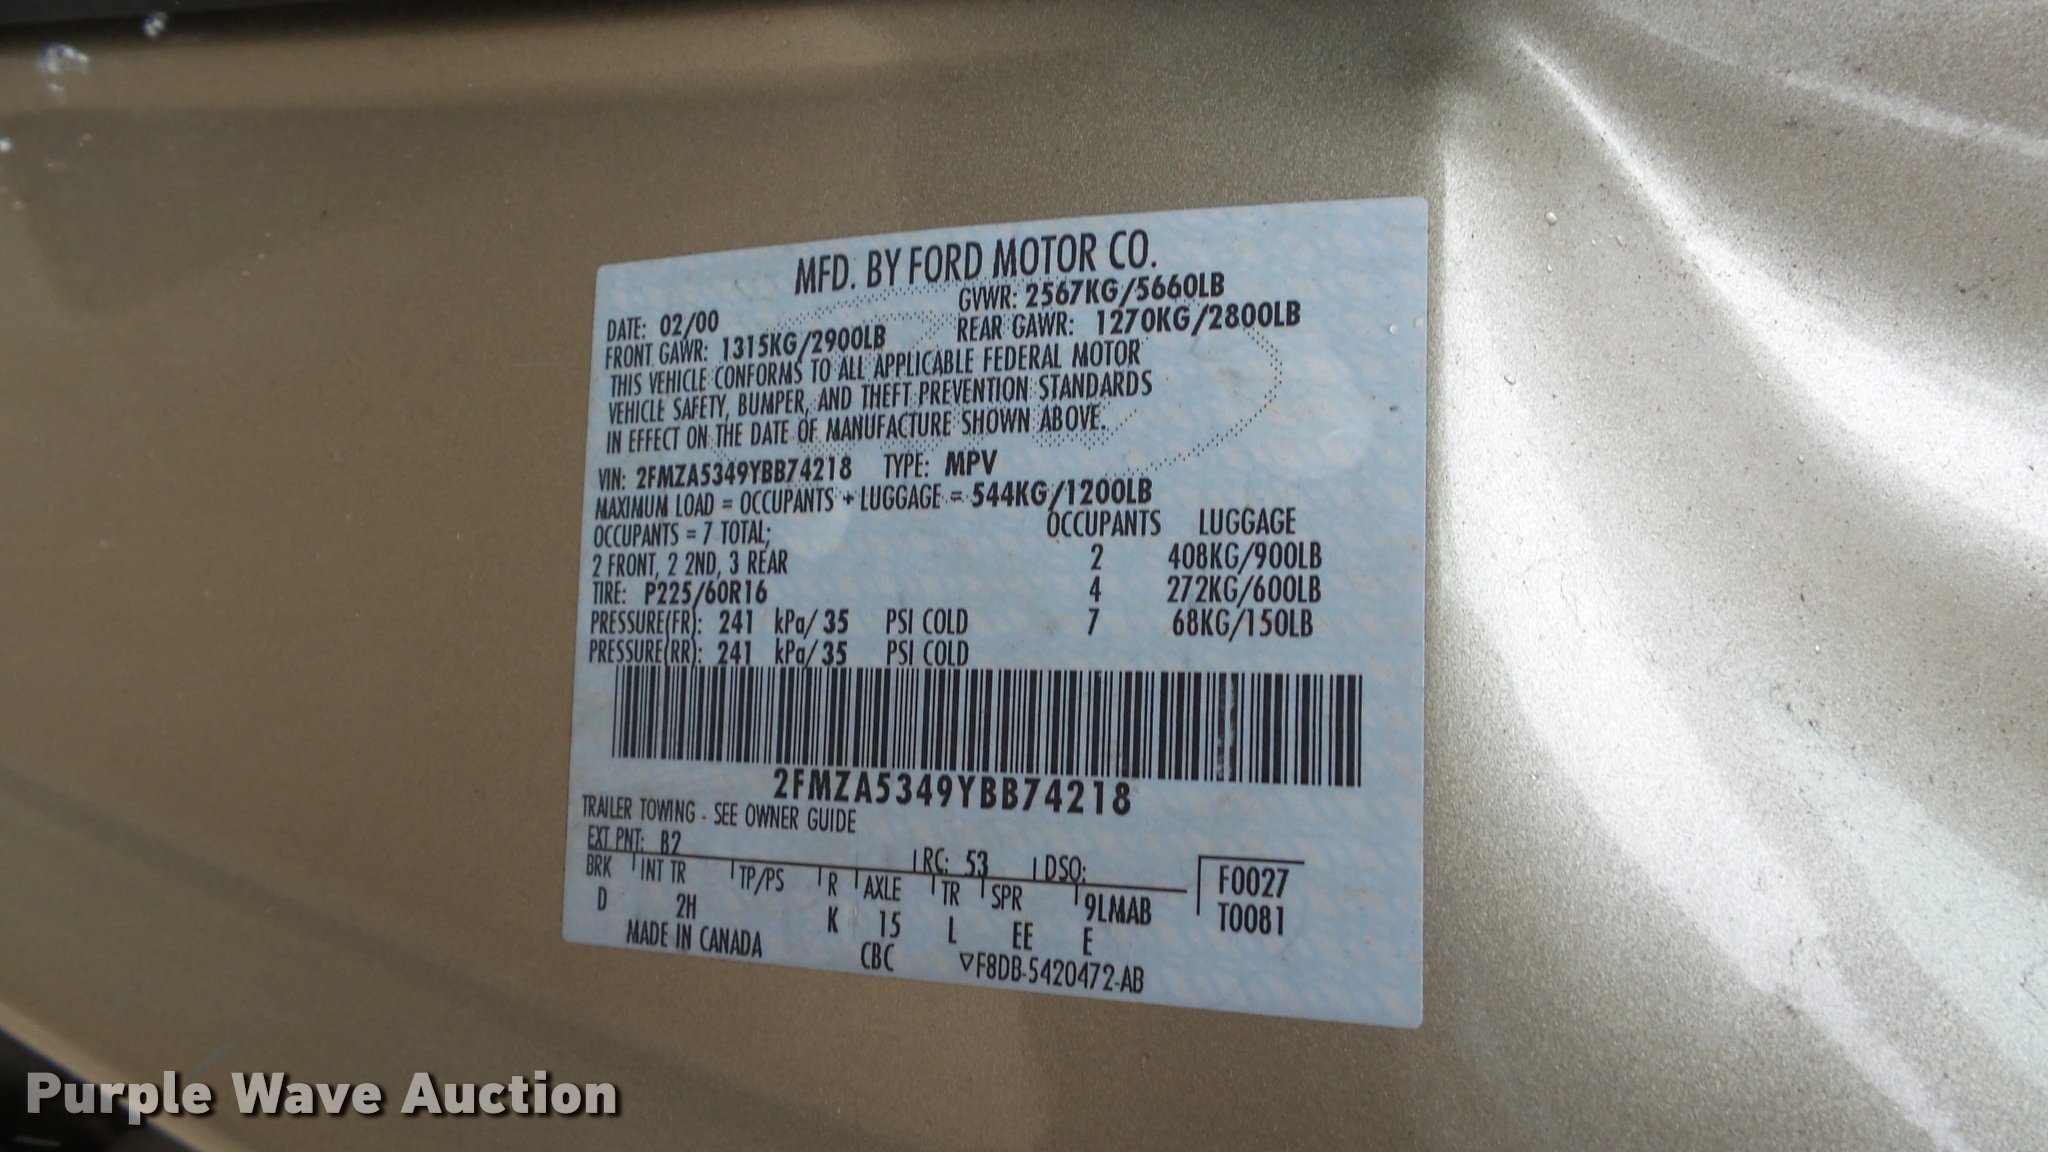 MFD. BY FORD MOTOR CO.
DATE: 02/00 GVWR: 2567KG/5660LB
FRONT GAWR: 1315KG/2900LB REAR GAWR: 1270KG/2800LB
THIS VEHICLE CONFORMS TO ALL APPLICABLE FEDERAL MOTOR
VEHICLE SAFETY, BUMPER, AND THEFT PREVENTION STANDARDS
IN EFFECT ON THE DATE OF MANUFACTURE SHOWN ABOVE.
VIN: 2FMZA5349YBB74218 TYPE: MPV
MAXIMUM LOAD = OCCUPANTS + LUGGAGE = 544KG/1200LB
OCCUPANTS = 7 TOTAL; OCCUPANTS LUGGAGE
2 FRONT, 2 2ND, 3 REAR 2 408KG/900LB
TIRE: P225/60R16 4 272KG/600LB
PRESSURE(FR): 241 kPa/ 35 PSI COLD 7 68KG/150LB
PRESSURE(RR): 241 kPa/ 35 PSI COLD
2FMZA5349YBB74218
TRAILER TOWING - SEE OWNER GUIDE
EXT PNT: B2 RC: 53 DSO: F0027
BRK INT TR TP/PS R AXLE TR SPR 9LMAB T0081
D 2H K 15 L EE E
MADE IN CANADA CBC ▽F8DB-5420472-AB
Purple Wave Auction